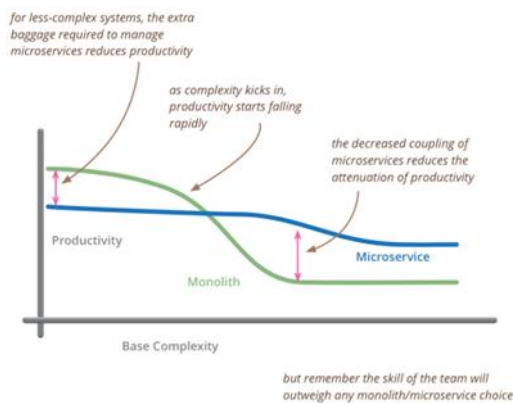 for less-complex systems, the extra
baggage required to manage
microservices reduces productivity
as complexity kicks in,
productivity starts falling
rapidly
the decreased coupling of
microservices reduces the
attenuation of productivity
Productivity
Microservice
Monolith
Base Complexity
but remember the skill of the team will
outweigh any monolith/microservice choice